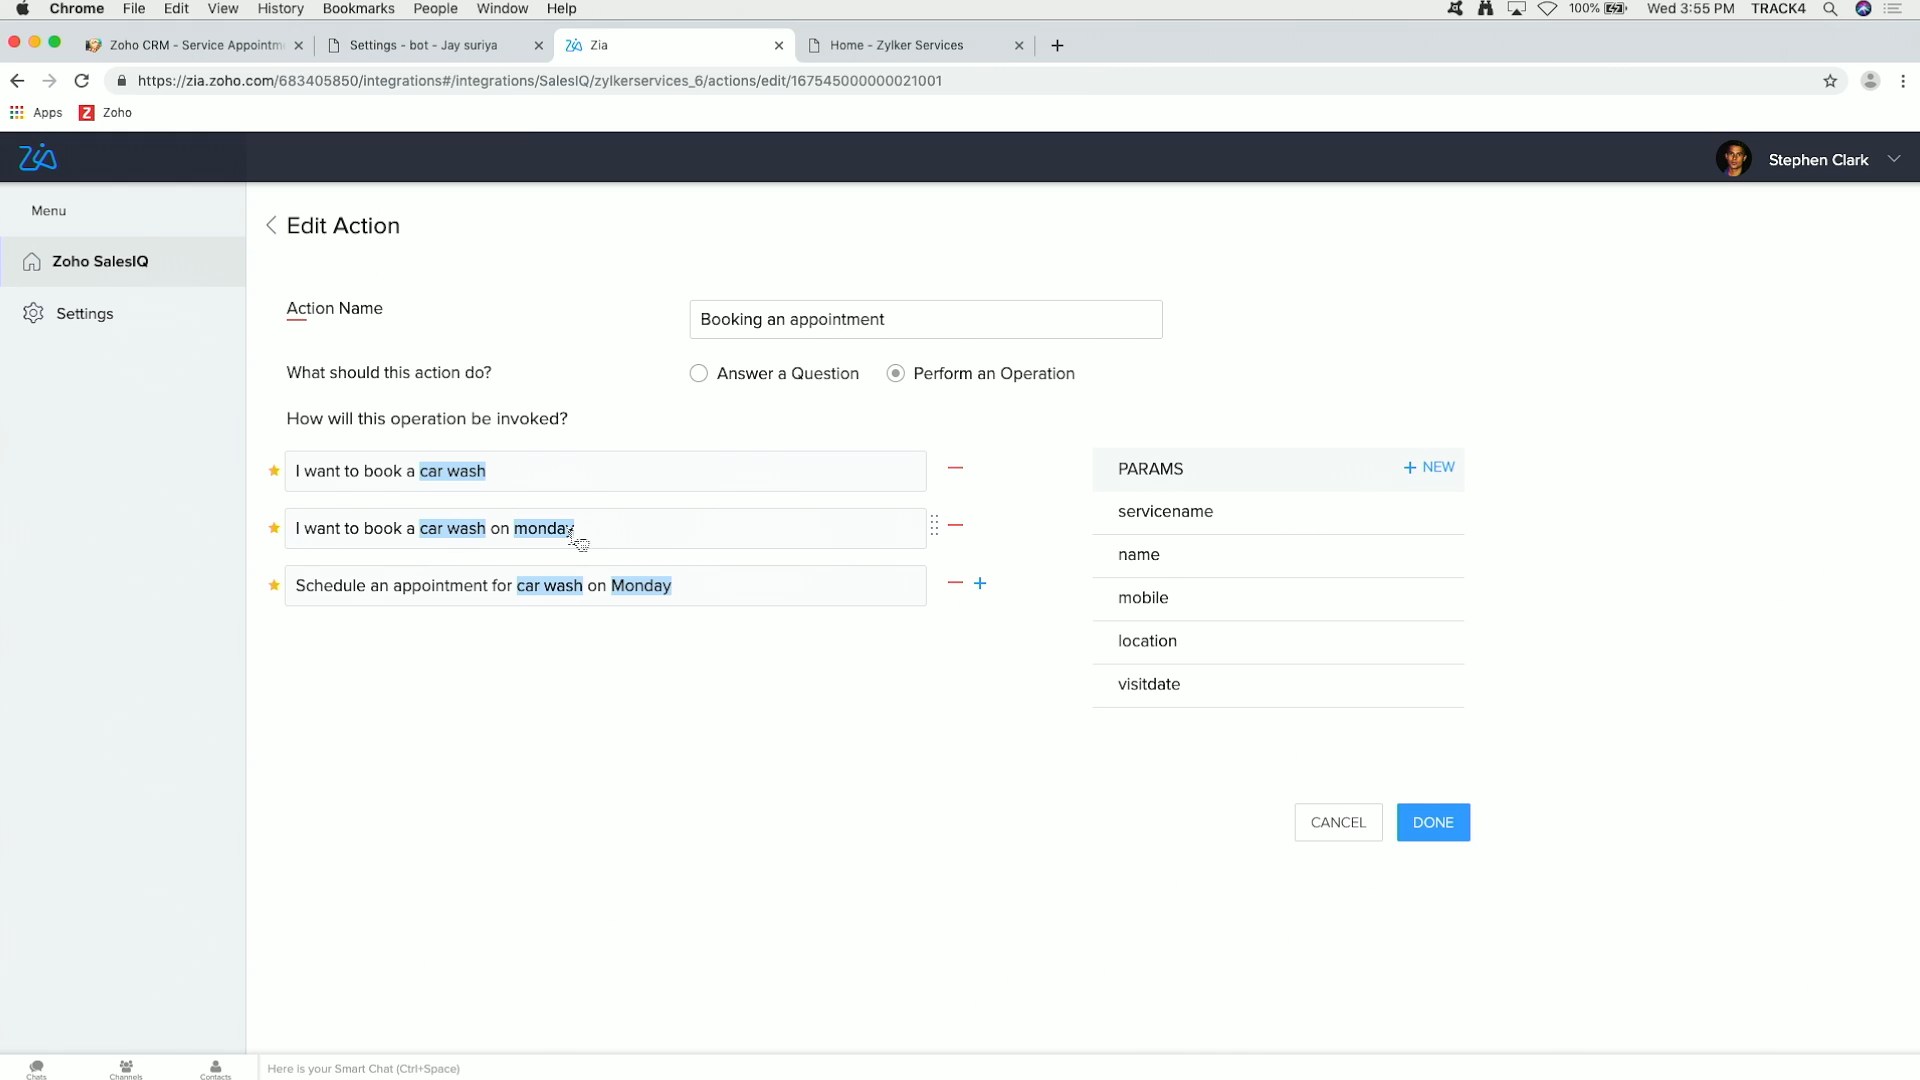 Chrome File Edit View History Bookmarks People Window Help 100% Wed 3:55 PM TRACK4
Zoho CRM - Service Appointm Settings - bot - Jay suriya Zia Home - Zylker Services
https://zia.zoho.com/683405850/integrations#/integrations/SalesIQ/zylkerservices_6/actions/edit/167545000000021001
Apps Zoho
Zia Stephen Clark
Menu
Zoho SalesIQ
Settings
Edit Action
Action Name Booking an appointment
What should this action do? Answer a Question Perform an Operation
How will this operation be invoked?
I want to book a car wash
I want to book a car wash on monday
Schedule an appointment for car wash on Monday
PARAMS + NEW
servicename
name
mobile
location
visitdate
CANCEL DONE
Chats Channels Contacts Here is your Smart Chat (Ctrl+Space)